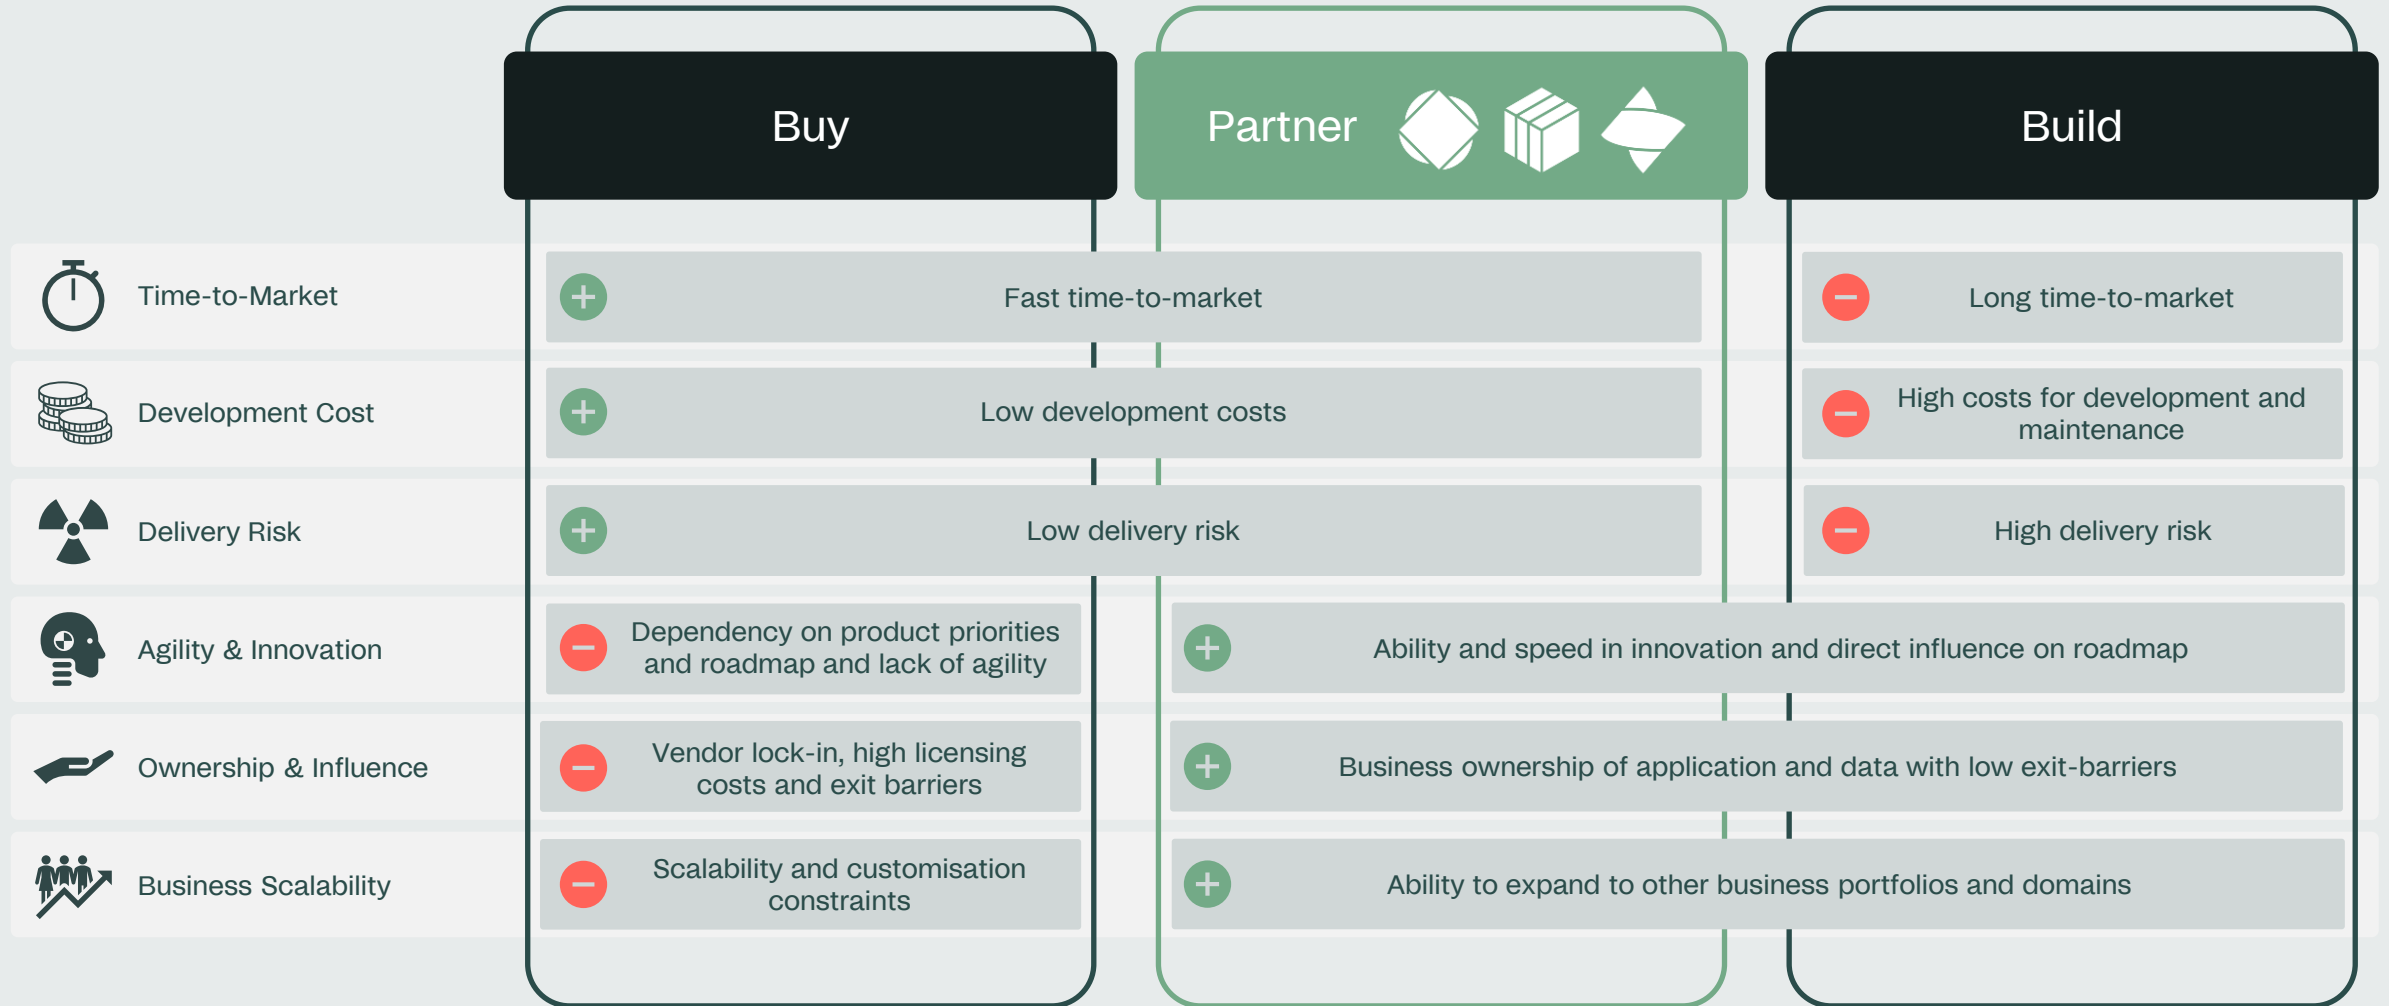 Buy
Partner
Build
Time-to-Market
Fast time-to-market
Long time-to-market
Development Cost
Low development costs
High costs for development and
maintenance
Delivery Risk
Low delivery risk
High delivery risk
Agility & Innovation
Dependency on product priorities
and roadmap and lack of agility
Ability and speed in innovation and direct influence on roadmap
Ownership & Influence
Vendor lock-in, high licensing
costs and exit barriers
Business ownership of application and data with low exit-barriers
Business Scalability
Scalability and customisation
constraints
Ability to expand to other business portfolios and domains